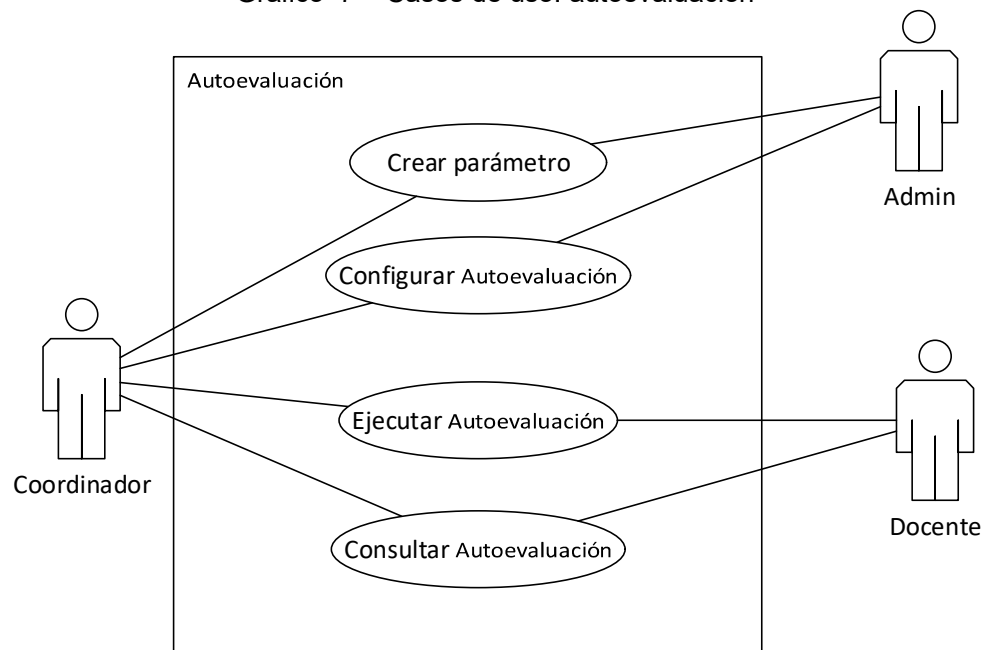 Autoevaluación
Crear parámetro
Admin
Configurar Autoevaluación
Ejecutar Autoevaluación
Coordinador
Docente
Consultar Autoevaluación